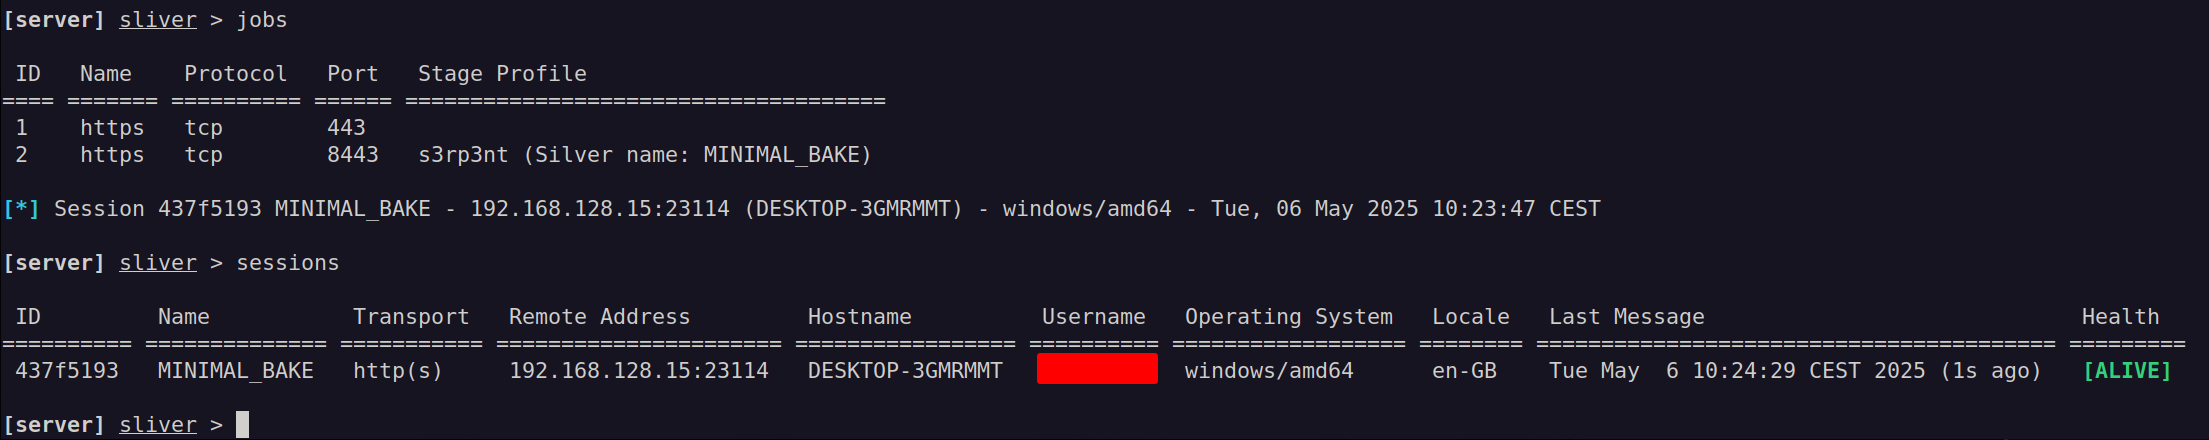 [server] sliver > jobs
ID Name Protocol Port Stage Profile
==== ======= ========== ====== =====================================
1 https tcp 443
2 https tcp 8443 s3rp3nt (Silver name: MINIMAL_BAKE)
[*] Session 437f5193 MINIMAL_BAKE - 192.168.128.15:23114 (DESKTOP-3GMRMMT) - windows/amd64 - Tue, 06 May 2025 10:23:47 CEST
[server] sliver > sessions
ID Name Transport Remote Address Hostname Username Operating System Locale Last Message Health
========== ============== =========== ====================== ================= ========== ================== ======== ======================================== =========
437f5193 MINIMAL_BAKE http(s) 192.168.128.15:23114 DESKTOP-3GMRMMT windows/amd64 en-GB Tue May 6 10:24:29 CEST 2025 (1s ago) [ALIVE]
[server] sliver >